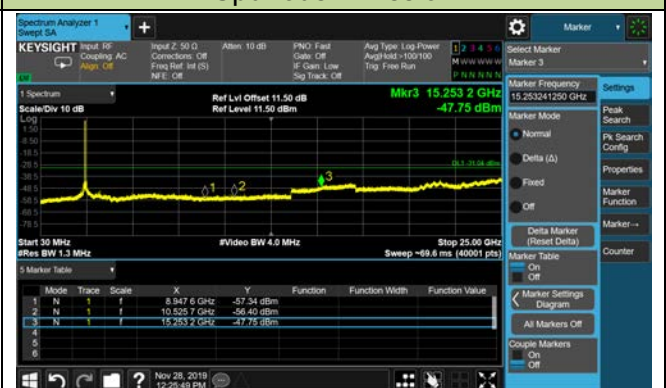 Spectrum Analyzer 1
Swept SA
+
Marker
KEYSIGHT
Input: RF
Coupling: AC
Align: Off
Input Z: 50 Ω
Corrections: Off
Freq Ref: Int (S)
NFE: Off
Atten: 10 dB
PNO: Fast
Gate: Off
IF Gain: Low
Sig Track: Off
Avg Type: Log-Power
Avg|Hold:>100/100
Trig: Free Run
1 2 3 4 5 6
M W W W W W
P N N N N N
Select Marker
Marker 3
1 Spectrum
Scale/Div 10 dB
Log
Ref Lvl Offset 11.50 dB
Ref Level 11.50 dBm
Mkr3 15.253 2 GHz
-47.75 dBm
1.50
-8.50
-18.5
-28.5
-38.5
-48.5
-58.5
-68.5
-78.5
DL1 -31.04 dBm
1
2
3
Start 30 MHz
#Res BW 1.3 MHz
#Video BW 4.0 MHz
Stop 25.00 GHz
Sweep ~69.6 ms (40001 pts)
5 Marker Table
Mode Trace Scale X Y Function Function Width Function Value
1 N 1 f 8.947 6 GHz -57.34 dBm
2 N 1 f 10.525 7 GHz -56.40 dBm
3 N 1 f 15.253 2 GHz -47.75 dBm
4
5
6
Marker Frequency
15.253241250 GHz
Marker Mode
Normal
Delta (Δ)
Fixed
Off
Delta Marker
(Reset Delta)
Marker Table
On
Off
Marker Settings
Diagram
All Markers Off
Couple Markers
On
Off
Settings
Peak
Search
Pk Search
Config
Properties
Marker
Function
Marker→
Counter
?
Nov 28, 2019
12:25:49 PM